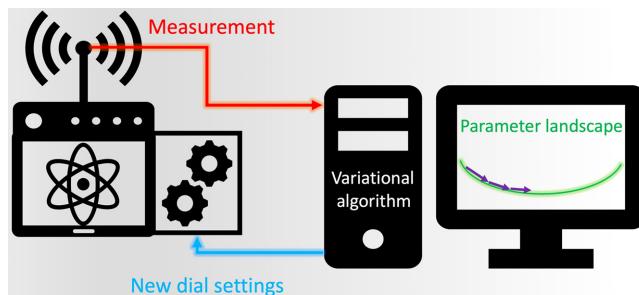 Measurement
Parameter landscape
Variational
algorithm
New dial settings